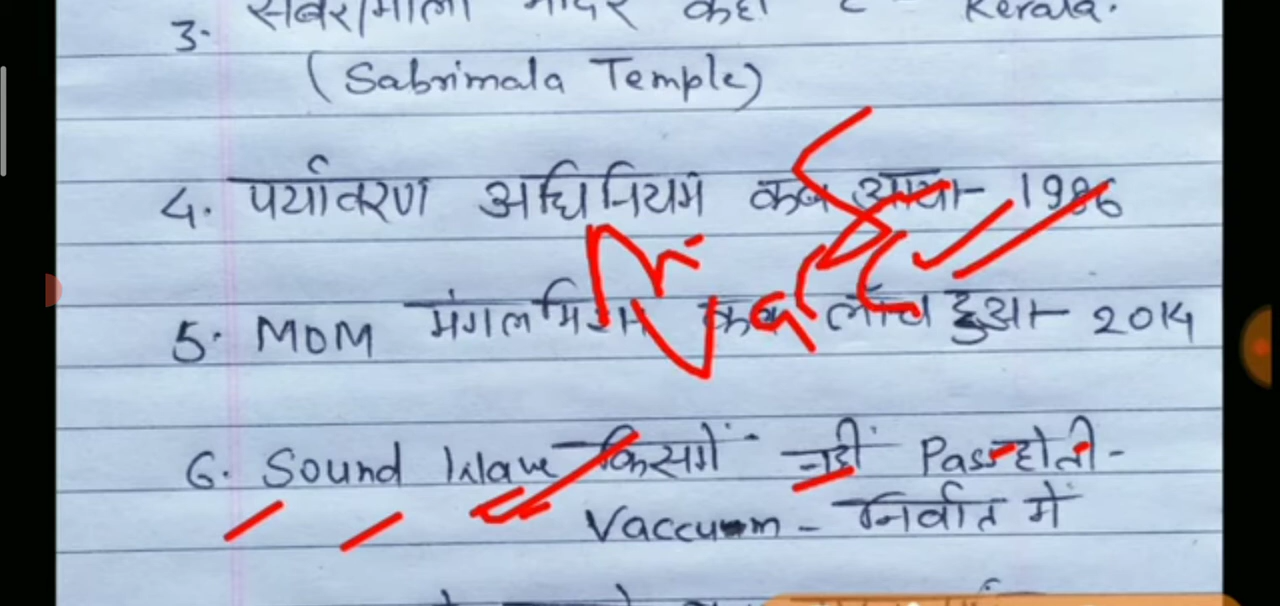 3. सबरीमाला मंदिर कहाँ है - Kerala.
(Sabrimala Temple)
4. पर्यावरण अधिनियम कब आया - 1986
5. MOM मंगल मिशन कब लाँच हुआ - 2014
6. Sound Wave किसमें नहीं Pass होती -
Vaccum - निर्वात में